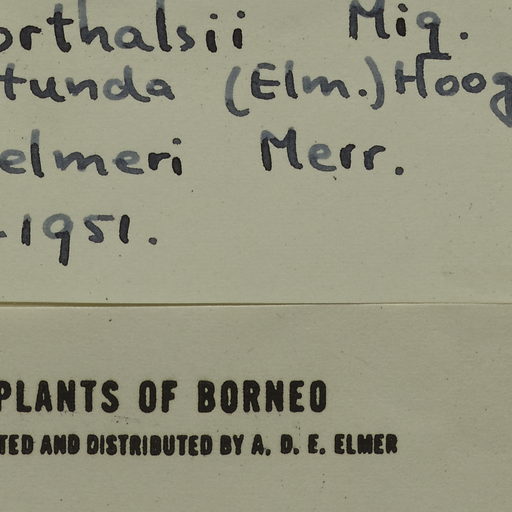 orthalsii Miq.
tunda (Elm.) Hoog
elmeri Merr.
-1951.
PLANTS OF BORNEO
TED AND DISTRIBUTED BY A. D. E. ELMER